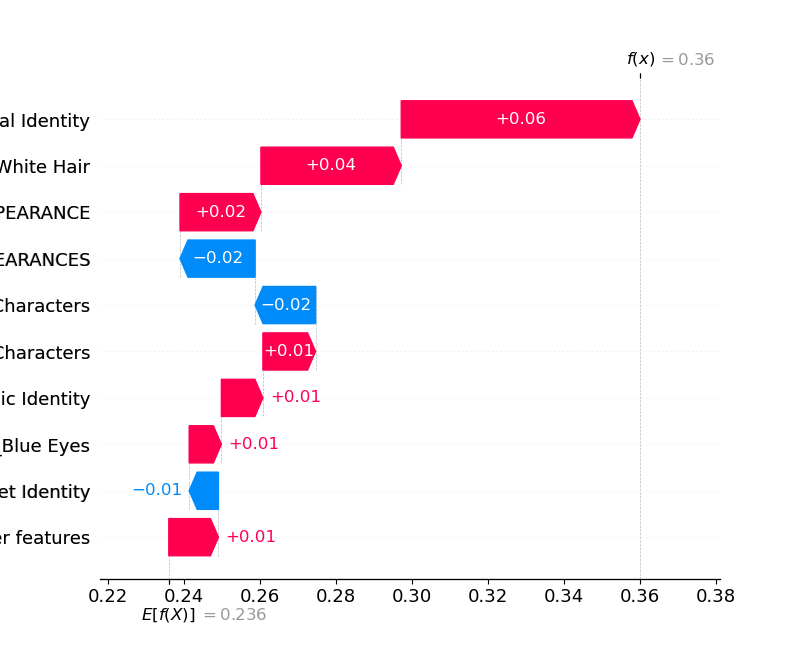 f(x) = 0.36
al Identity
+0.06
White Hair
+0.04
PEARANCE
+0.02
EARANCES
−0.02
Characters
−0.02
Characters
+0.01
ic Identity
+0.01
_Blue Eyes
+0.01
et Identity
−0.01
er features
+0.01
0.22 0.24 0.26 0.28 0.30 0.32 0.34 0.36 0.38
E[f(X)] = 0.236